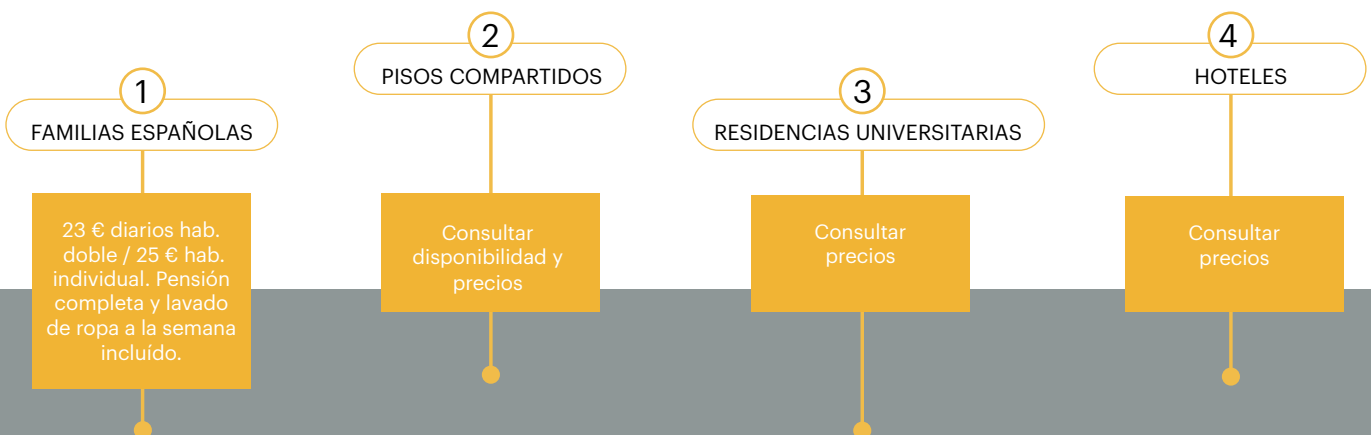 1
FAMILIAS ESPAÑOLAS
23 € diarios hab.
doble / 25 € hab.
individual. Pensión
completa y lavado
de ropa a la semana
incluído.
2
PISOS COMPARTIDOS
Consultar
disponibilidad y
precios
3
RESIDENCIAS UNIVERSITARIAS
Consultar
precios
4
HOTELES
Consultar
precios